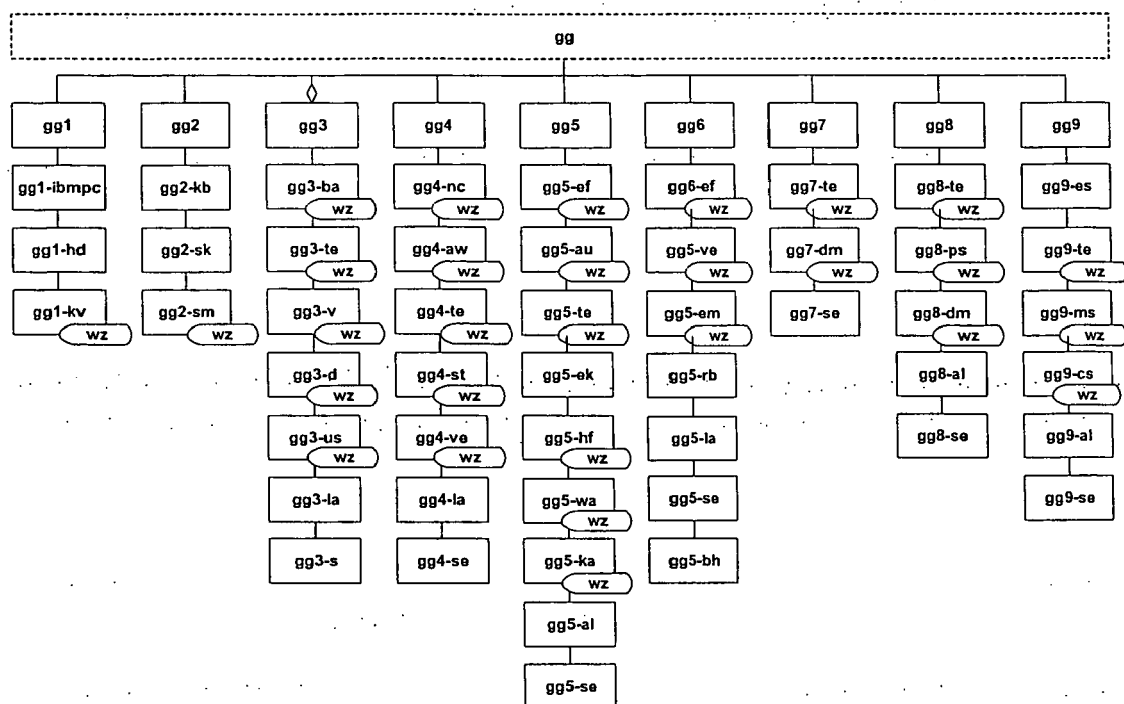 gg
gg1 gg2 gg3 gg4 gg5 gg6 gg7 gg8 gg9
gg1-ibmpc gg2-kb gg3-ba gg4-nc gg5-ef gg6-ef gg7-te gg8-te gg9-es
wz wz wz wz wz wz
gg1-hd gg2-sk gg3-te gg4-aw gg5-au gg5-ve gg7-dm gg8-ps gg9-te
wz wz wz wz wz wz wz
gg1-kv gg2-sm gg3-v gg4-te gg5-te gg5-em gg7-se gg8-dm gg9-ms
wz wz wz wz wz wz wz wz
gg3-d gg4-st gg5-ek gg5-rb gg8-al gg9-cs
wz wz wz
gg3-us gg4-ve gg5-hf gg5-la gg8-se gg9-al
wz wz wz
gg3-la gg4-la gg5-wa gg5-se gg9-se
wz
gg3-s gg4-se gg5-ka gg5-bh
wz
gg5-al
gg5-se